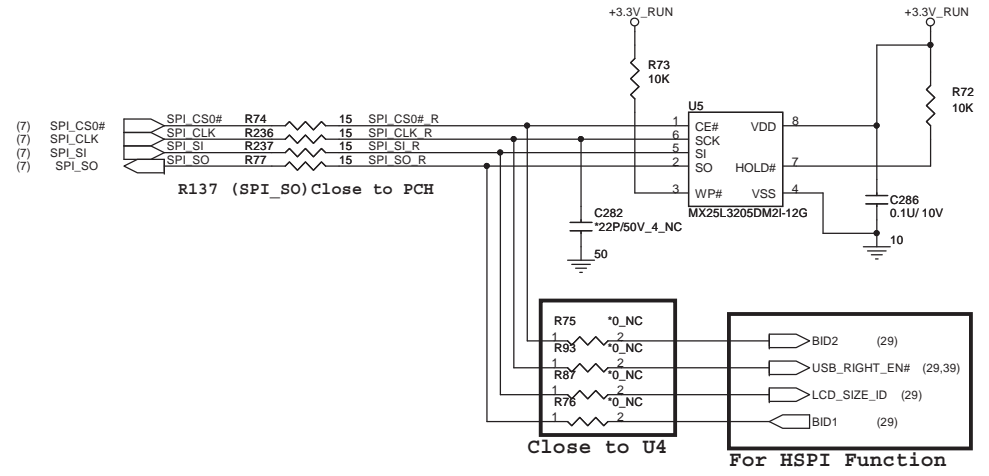 +3.3V_RUN +3.3V_RUN
R73
10K
R72
10K
U5
(7) SPI_CS0# SPI_CS0# R74 15 SPI_CS0#_R 1 CE# VDD 8
(7) SPI_CLK SPI_CLK R236 15 SPI_CLK_R 6 SCK
(7) SPI_SI SPI_SI R237 15 SPI_SI_R 5 SI
(7) SPI_SO SPI_SO R77 15 SPI_SO_R 2 SO HOLD# 7
R137 (SPI_SO)Close to PCH
3 WP# VSS 4
MX25L3205DM2I-12G
C286
0.1U/ 10V
C282
*22P/50V_4_NC
10
50
R75 *0_NC
1 2 BID2 (29)
R93 *0_NC
1 2 USB_RIGHT_EN# (29,39)
R87 *0_NC
1 2 LCD_SIZE_ID (29)
R76 *0_NC
1 2 BID1 (29)
Close to U4
For HSPI Function